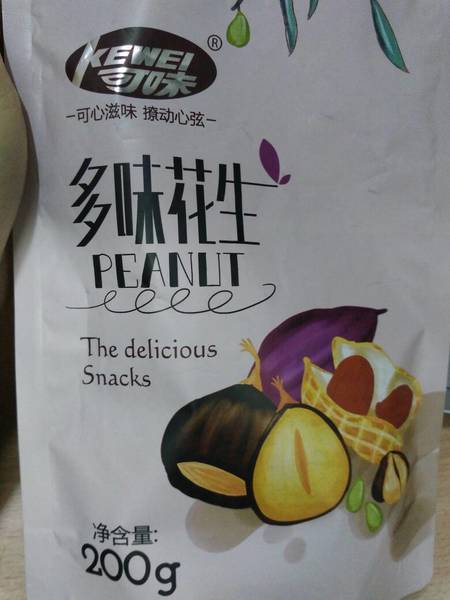 KEWEI
可味
®
可心滋味 撩动心弦
多味花生
PEANUT
The delicious
Snacks
净含量:
200g